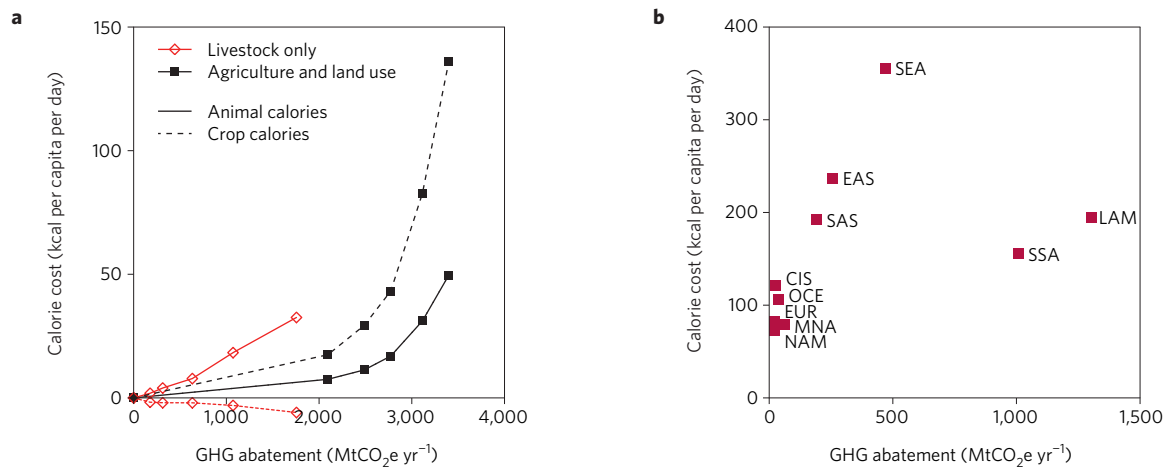 a
150
100
50
0
Calorie cost (kcal per capita per day)
Livestock only
Agriculture and land use
Animal calories
Crop calories
0
1,000
2,000
3,000
4,000
GHG abatement (MtCO₂e yr⁻¹)
b
400
300
200
100
0
Calorie cost (kcal per capita per day)
SEA
EAS
SAS
LAM
SSA
CIS
OCE
EUR
MNA
NAM
0
500
1,000
1,500
GHG abatement (MtCO₂e yr⁻¹)